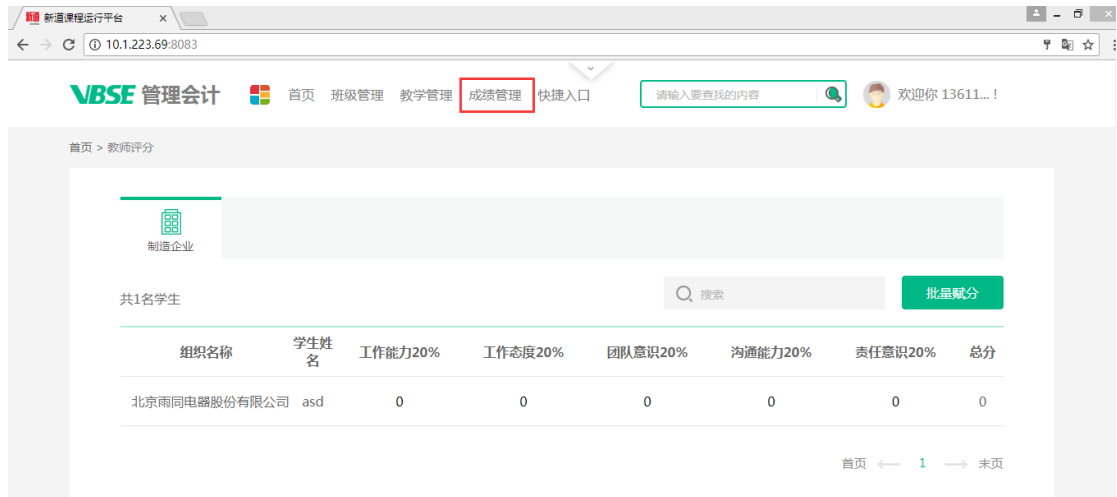 新道 新道课程运行平台
10.1.223.69:8083
VBSE 管理会计 首页 班级管理 教学管理 成绩管理 快捷入口 请输入要查找的内容 欢迎你 13611... !
首页 > 教师评分
制造企业
共1名学生 搜索 批量赋分
组织名称 学生姓名 工作能力20% 工作态度20% 团队意识20% 沟通能力20% 责任意识20% 总分
北京雨同电器股份有限公司 asd 0 0 0 0 0 0
首页 1 末页